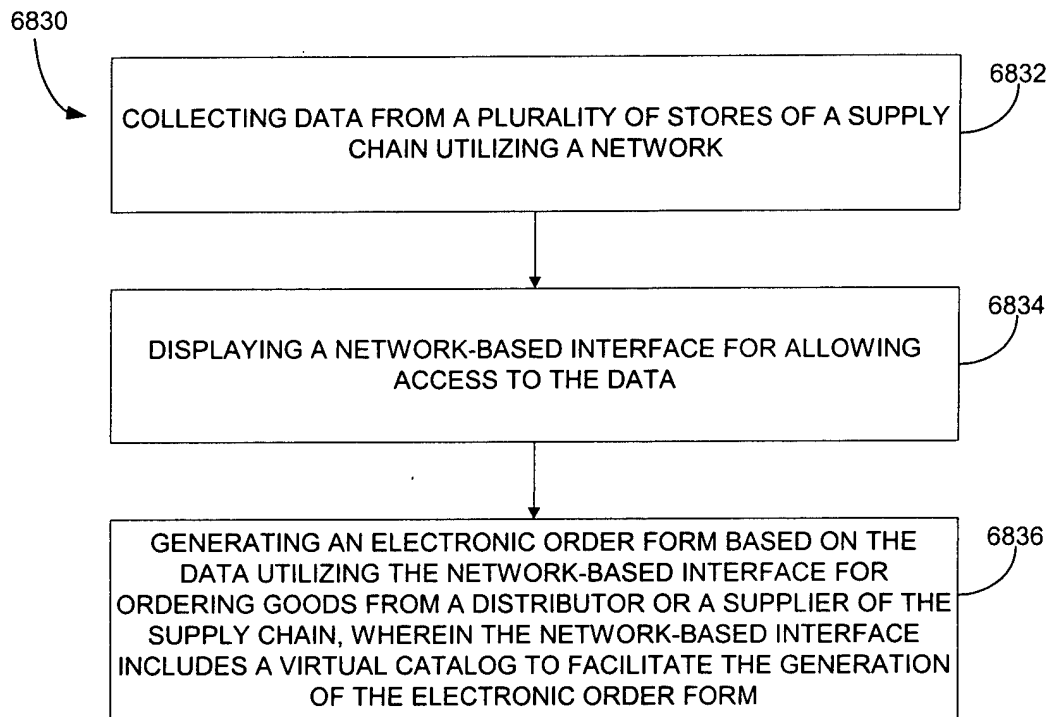 6830
6832
COLLECTING DATA FROM A PLURALITY OF STORES OF A SUPPLY
CHAIN UTILIZING A NETWORK
6834
DISPLAYING A NETWORK-BASED INTERFACE FOR ALLOWING
ACCESS TO THE DATA
6836
GENERATING AN ELECTRONIC ORDER FORM BASED ON THE
DATA UTILIZING THE NETWORK-BASED INTERFACE FOR
ORDERING GOODS FROM A DISTRIBUTOR OR A SUPPLIER OF THE
SUPPLY CHAIN, WHEREIN THE NETWORK-BASED INTERFACE
INCLUDES A VIRTUAL CATALOG TO FACILITATE THE GENERATION
OF THE ELECTRONIC ORDER FORM